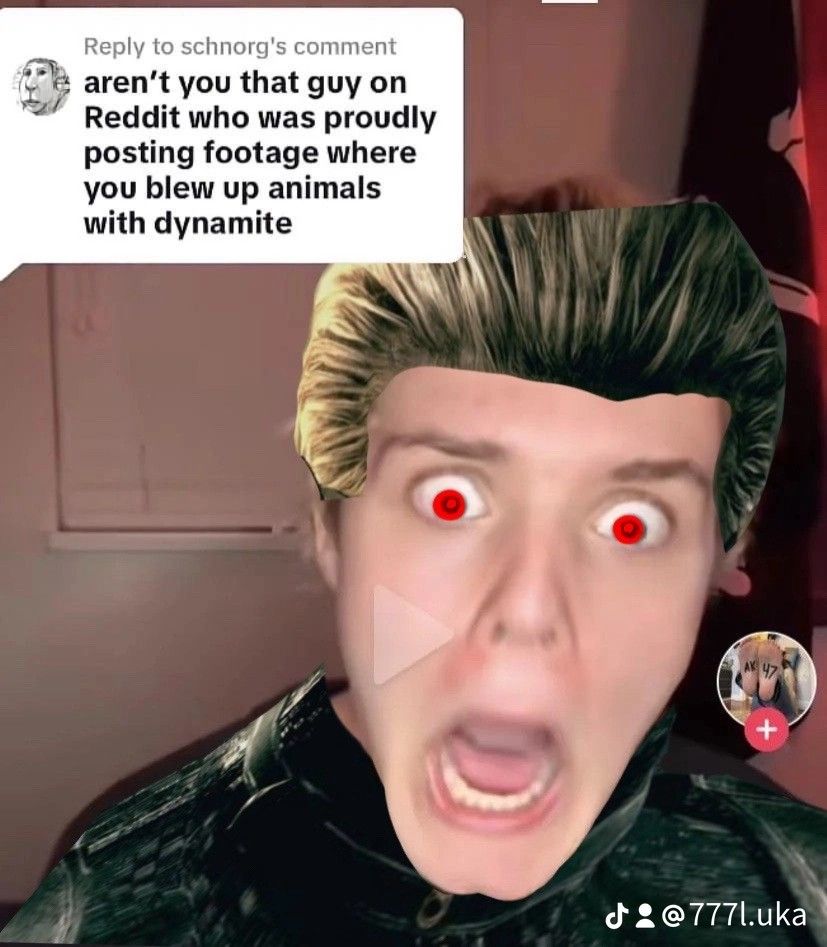 Reply to schnorg's comment
aren't you that guy on
Reddit who was proudly
posting footage where
you blew up animals
with dynamite
AK 47
@777l.uka